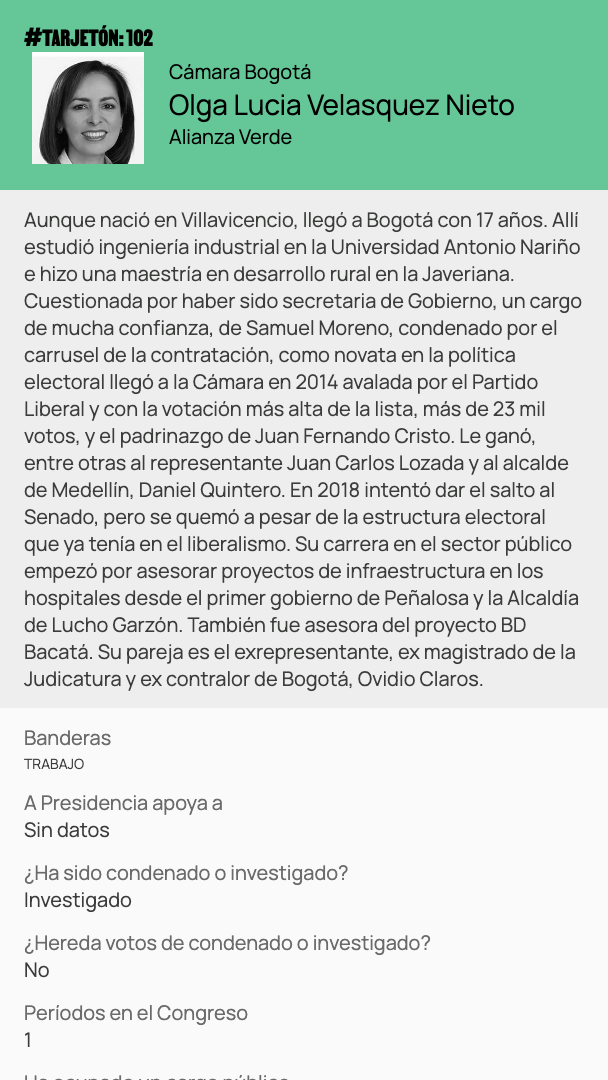 #TARJETÓN: 102
Cámara Bogotá
Olga Lucia Velasquez Nieto
Alianza Verde
Aunque nació en Villavicencio, llegó a Bogotá con 17 años. Allí
estudió ingeniería industrial en la Universidad Antonio Nariño
e hizo una maestría en desarrollo rural en la Javeriana.
Cuestionada por haber sido secretaria de Gobierno, un cargo
de mucha confianza, de Samuel Moreno, condenado por el
carrusel de la contratación, como novata en la política
electoral llegó a la Cámara en 2014 avalada por el Partido
Liberal y con la votación más alta de la lista, más de 23 mil
votos, y el padrinazgo de Juan Fernando Cristo. Le ganó,
entre otras al representante Juan Carlos Lozada y al alcalde
de Medellín, Daniel Quintero. En 2018 intentó dar el salto al
Senado, pero se quemó a pesar de la estructura electoral
que ya tenía en el liberalismo. Su carrera en el sector público
empezó por asesorar proyectos de infraestructura en los
hospitales desde el primer gobierno de Peñalosa y la Alcaldía
de Lucho Garzón. También fue asesora del proyecto BD
Bacatá. Su pareja es el exrepresentante, ex magistrado de la
Judicatura y ex contralor de Bogotá, Ovidio Claros.
Banderas
TRABAJO
A Presidencia apoya a
Sin datos
¿Ha sido condenado o investigado?
Investigado
¿Hereda votos de condenado o investigado?
No
Períodos en el Congreso
1